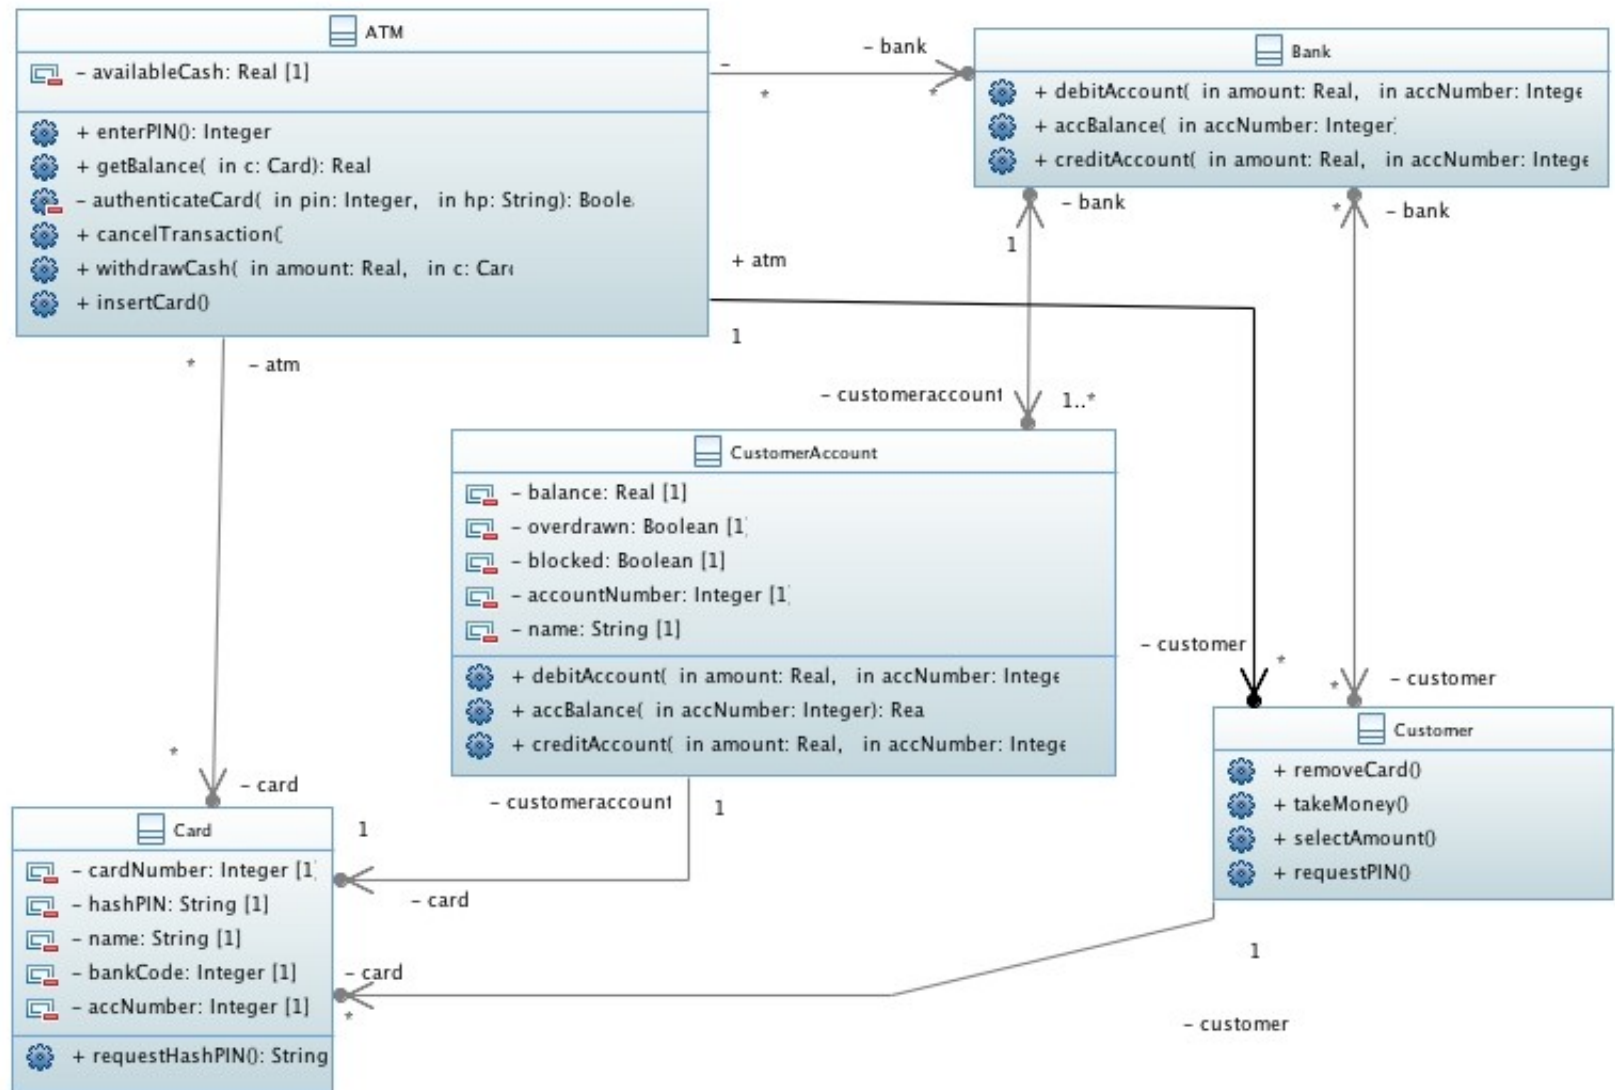 ATM
- availableCash: Real [1]
+ enterPIN(): Integer
+ getBalance( in c: Card): Real
- authenticateCard( in pin: Integer, in hp: String): Boole
+ cancelTransaction(
+ withdrawCash( in amount: Real, in c: Car
+ insertCard()
-
*
- bank
*
Bank
+ debitAccount( in amount: Real, in accNumber: Intege
+ accBalance( in accNumber: Integer
+ creditAccount( in amount: Real, in accNumber: Intege
- bank
1
* - bank
+ atm
1
* - atm
- customeraccount 1..*
CustomerAccount
- balance: Real [1]
- overdrawn: Boolean [1
- blocked: Boolean [1]
- accountNumber: Integer [1
- name: String [1]
+ debitAccount( in amount: Real, in accNumber: Intege
+ accBalance( in accNumber: Integer): Rea
+ creditAccount( in amount: Real, in accNumber: Intege
- customer *
* - customer
Customer
+ removeCard()
+ takeMoney()
+ selectAmount()
+ requestPIN()
*
- card
- customeraccount 1
1
- card
Card
- cardNumber: Integer [1
- hashPIN: String [1]
- name: String [1]
- bankCode: Integer [1]
- accNumber: Integer [1]
+ requestHashPIN(): String
- card
*
1
- customer